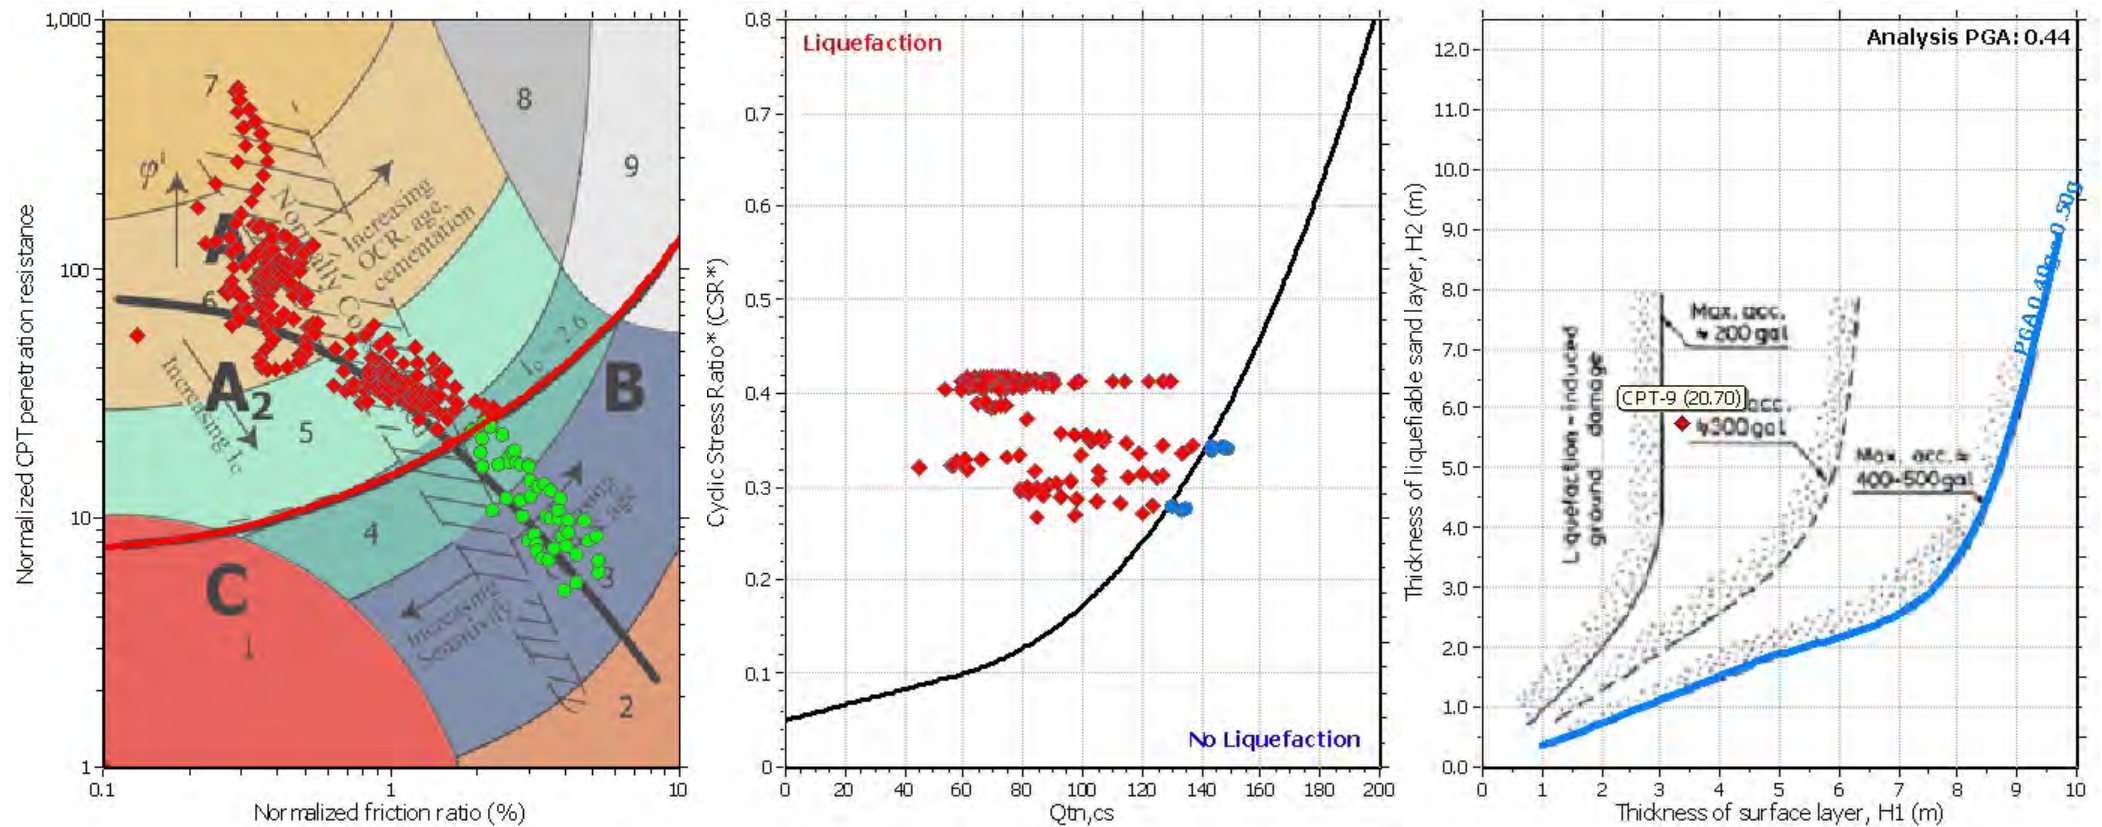 1,000
100
10
1
Normalized CPT penetration resistance
0.1
1
10
Normalized friction ratio (%)
7
8
9
φ'
Normally
Increasing
OCR, age,
cementation
6
A2
Increasing Ic
5
Ic = 2.6
B
4
C
1
Increasing
Sensitivity
3
2
0.8
0.7
0.6
0.5
0.4
0.3
0.2
0.1
0
Cyclic Stress Ratio* (CSR*)
Liquefaction
No Liquefaction
0
20
40
60
80
100
120
140
160
180
200
Qtn,cs
12.0
11.0
10.0
9.0
8.0
7.0
6.0
5.0
4.0
3.0
2.0
1.0
0.0
Thickness of liquefiable sand layer, H2 (m)
Analysis PGA: 0.44
PGA 0.40g - 0.50g
Max. acc.
≈ 200 gal
Liquefaction - induced
ground damage
CPT-9 (20.70)
acc.
≈300gal
Max. acc. ≈
400-500gal
0
1
2
3
4
5
6
7
8
9
10
Thickness of surface layer, H1 (m)